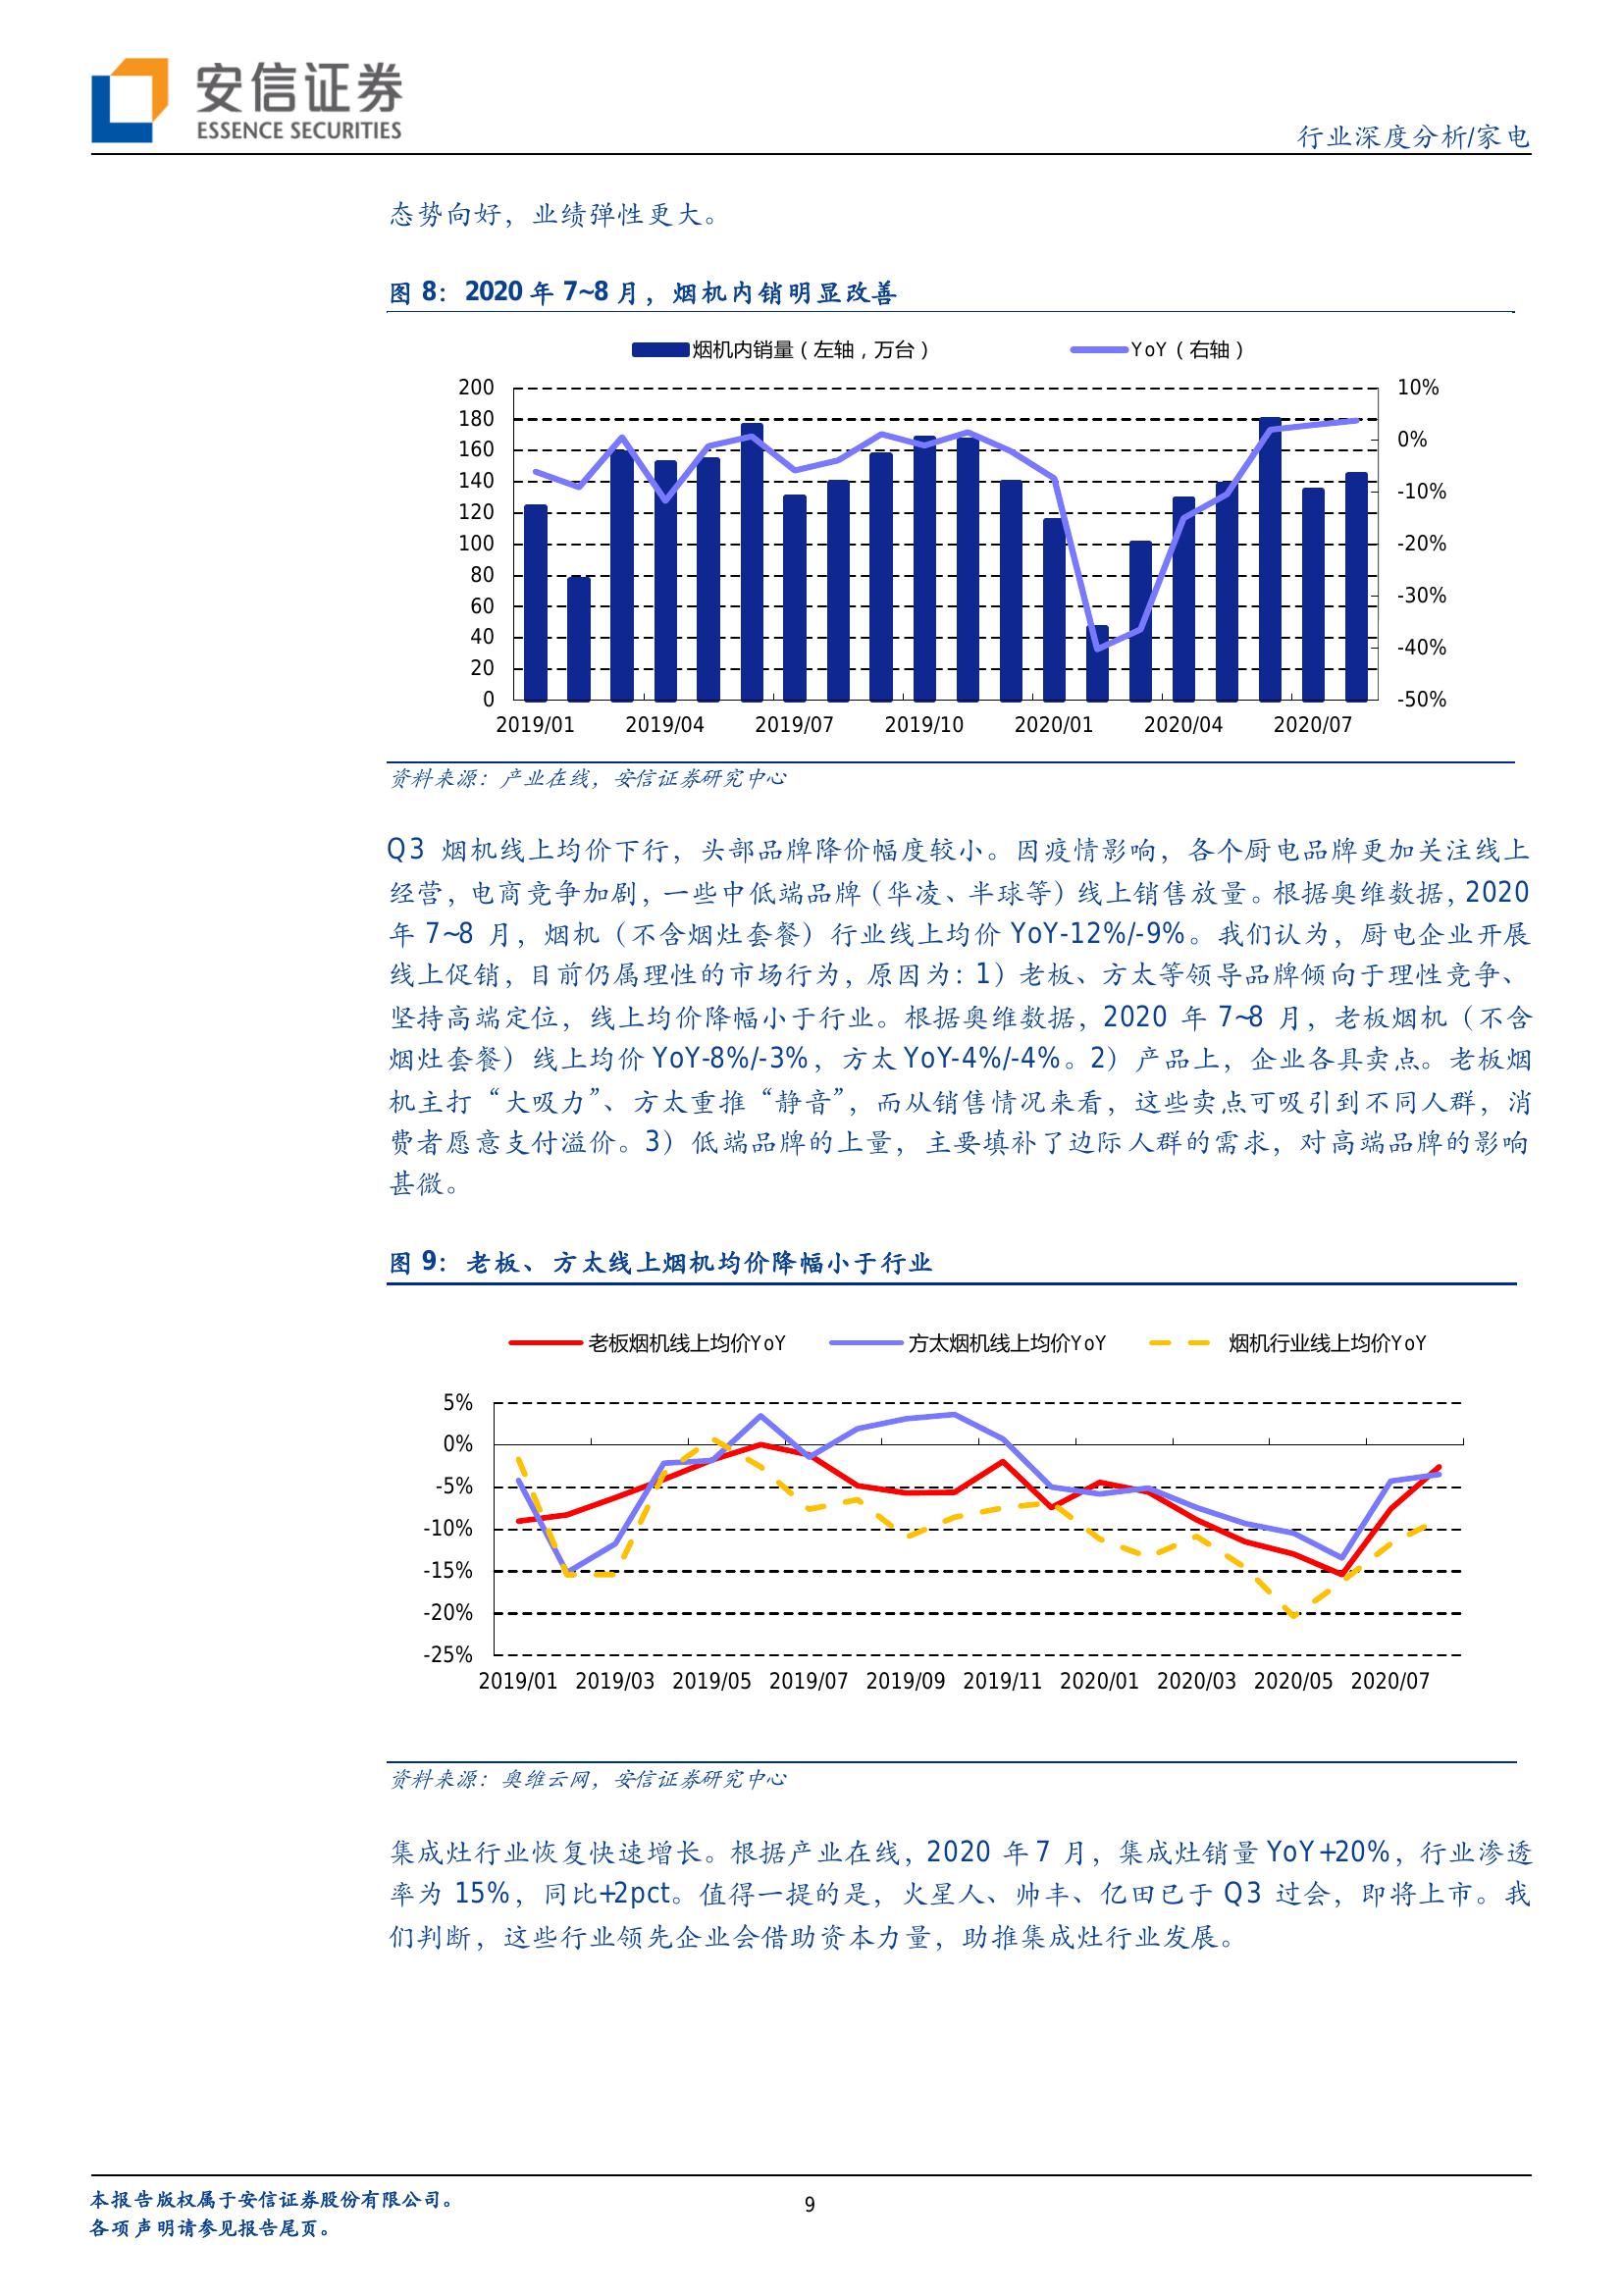 安信证券
ESSENCE SECURITIES
行业深度分析/家电
态势向好，业绩弹性更大。
图 8：2020 年 7~8 月，烟机内销明显改善
烟机内销量（左轴，万台） YoY（右轴）
200 10%
180
160 0%
140 -10%
120
100 -20%
80
60 -30%
40 -40%
20
0 -50%
2019/01 2019/04 2019/07 2019/10 2020/01 2020/04 2020/07
资料来源：产业在线，安信证券研究中心
Q3 烟机线上均价下行，头部品牌降价幅度较小。因疫情影响，各个厨电品牌更加关注线上
经营，电商竞争加剧，一些中低端品牌（华凌、半球等）线上销售放量。根据奥维数据，2020
年 7~8 月，烟机（不含烟灶套餐）行业线上均价 YoY-12%/-9%。我们认为，厨电企业开展
线上促销，目前仍属理性的市场行为，原因为：1）老板、方太等领导品牌倾向于理性竞争、
坚持高端定位，线上均价降幅小于行业。根据奥维数据，2020 年 7~8 月，老板烟机（不含
烟灶套餐）线上均价 YoY-8%/-3%，方太 YoY-4%/-4%。2）产品上，企业各具卖点。老板烟
机主打“大吸力”、方太重推“静音”，而从销售情况来看，这些卖点可吸引到不同人群，消
费者愿意支付溢价。3）低端品牌的上量，主要填补了边际人群的需求，对高端品牌的影响
甚微。
图 9：老板、方太线上烟机均价降幅小于行业
老板烟机线上均价YoY 方太烟机线上均价YoY 烟机行业线上均价YoY
5%
0%
-5%
-10%
-15%
-20%
-25%
2019/01 2019/03 2019/05 2019/07 2019/09 2019/11 2020/01 2020/03 2020/05 2020/07
资料来源：奥维云网，安信证券研究中心
集成灶行业恢复快速增长。根据产业在线，2020 年 7 月，集成灶销量 YoY+20%，行业渗透
率为 15%，同比+2pct。值得一提的是，火星人、帅丰、亿田已于 Q3 过会，即将上市。我
们判断，这些行业领先企业会借助资本力量，助推集成灶行业发展。
本报告版权属于安信证券股份有限公司。
9
各项声明请参见报告尾页。